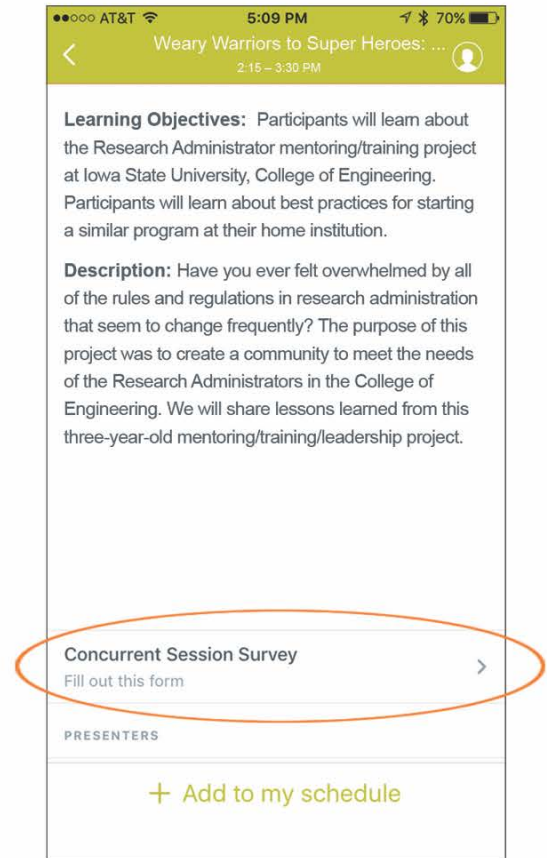 AT&T 5:09 PM 70%
Weary Warriors to Super Heroes: ...
2:15 – 3:30 PM
Learning Objectives: Participants will learn about
the Research Administrator mentoring/training project
at Iowa State University, College of Engineering.
Participants will learn about best practices for starting
a similar program at their home institution.
Description: Have you ever felt overwhelmed by all
of the rules and regulations in research administration
that seem to change frequently? The purpose of this
project was to create a community to meet the needs
of the Research Administrators in the College of
Engineering. We will share lessons learned from this
three-year-old mentoring/training/leadership project.
Concurrent Session Survey
Fill out this form
PRESENTERS
+ Add to my schedule